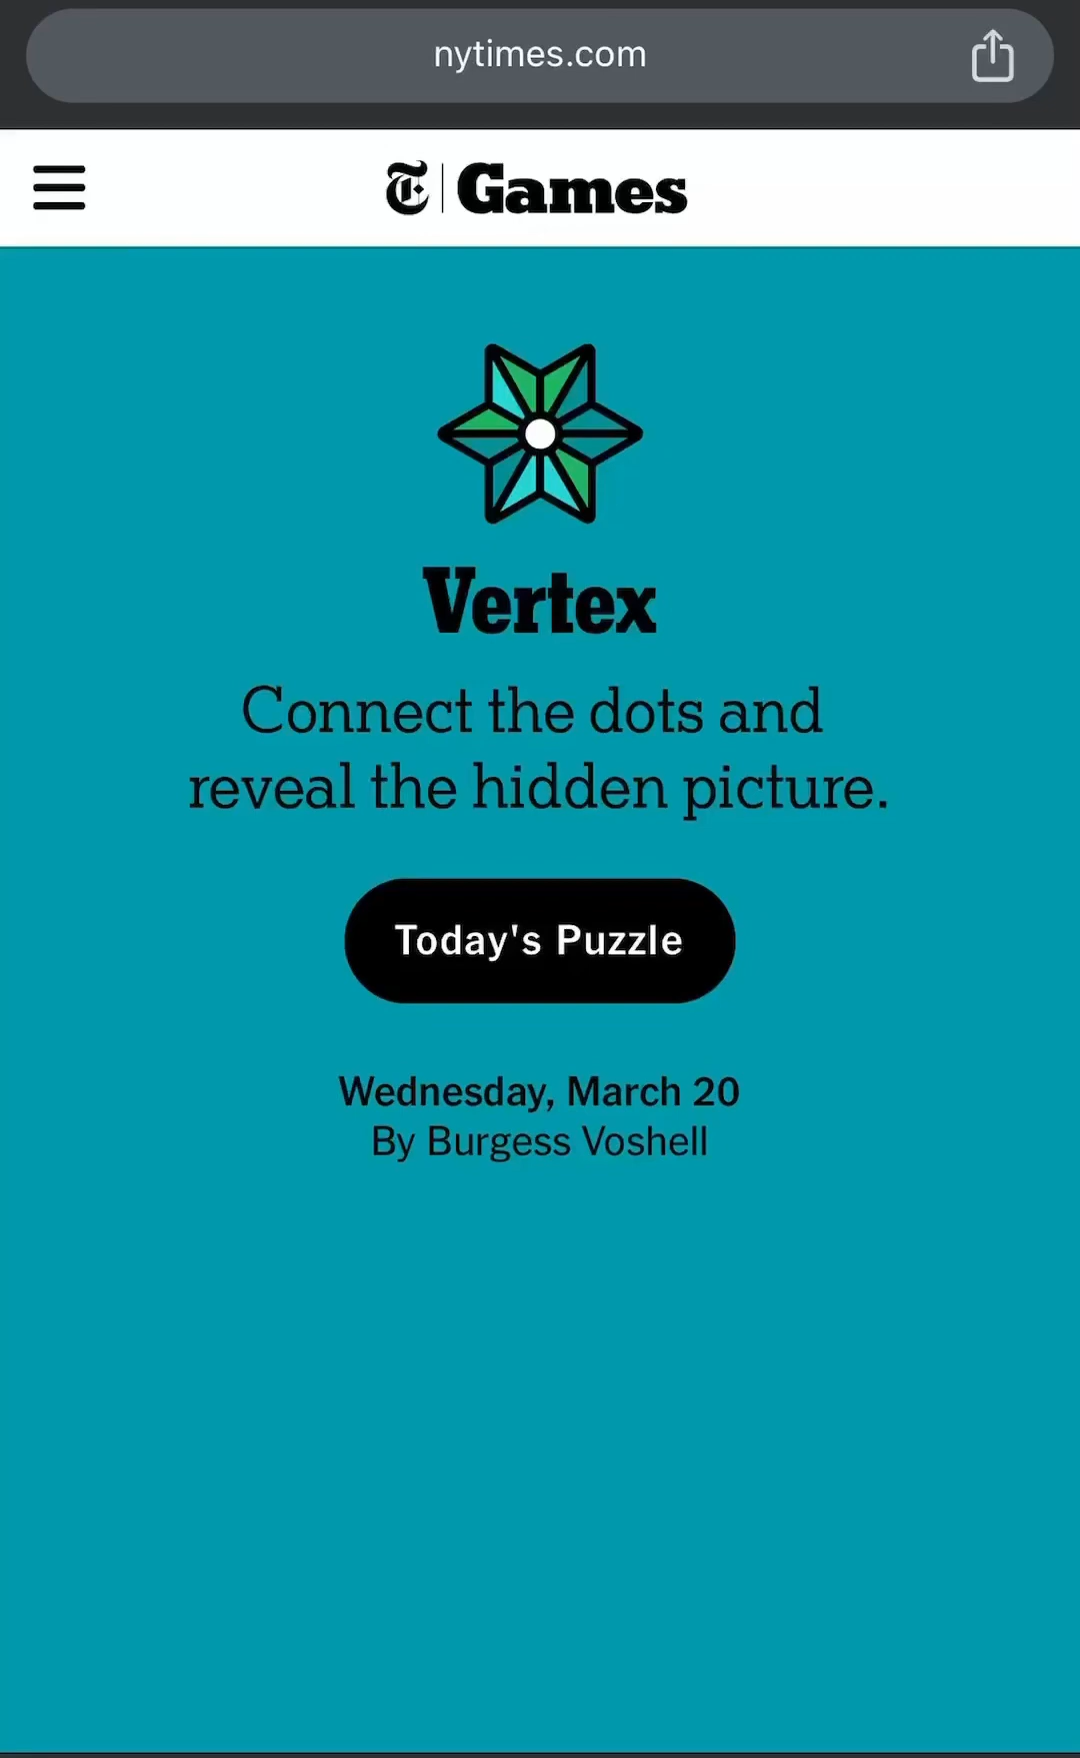 nytimes.com
T Games
Vertex
Connect the dots and
reveal the hidden picture.
Today's Puzzle
Wednesday, March 20
By Burgess Voshell